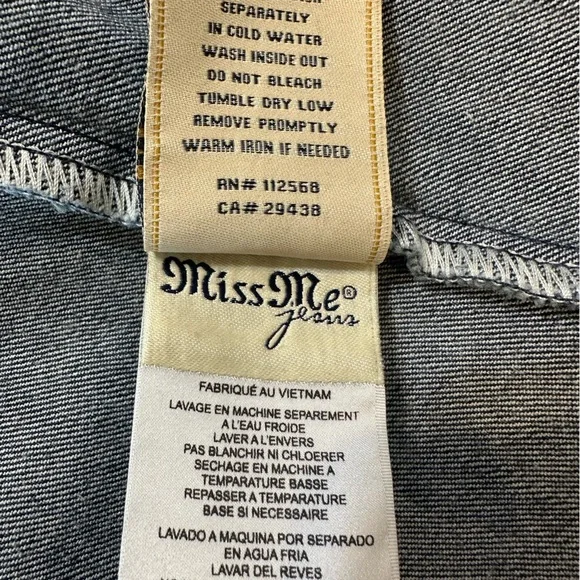 SEPARATELY
IN COLD WATER
WASH INSIDE OUT
DO NOT BLEACH
TUMBLE DRY LOW
REMOVE PROMPTLY
WARM IRON IF NEEDED
RN# 112568
CA# 29438
Miss Me®
Jeans
FABRIQUÉ AU VIETNAM
LAVAGE EN MACHINE SEPAREMENT
A L'EAU FROIDE
LAVER A L'ENVERS
PAS BLANCHIR NI CHLOERER
SECHAGE EN MACHINE A
TEMPARATURE BASSE
REPASSER A TEMPARATURE
BASE SI NECESSAIRE
LAVADO A MAQUINA POR SEPARADO
EN AGUA FRIA
LAVAR DEL REVES